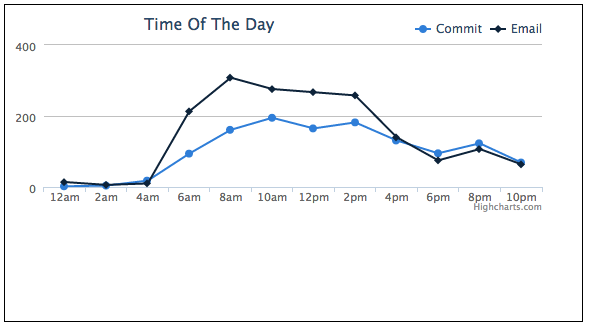 Time Of The Day
Commit Email
400
200
0
12am 2am 4am 6am 8am 10am 12pm 2pm 4pm 6pm 8pm 10pm
Highcharts.com